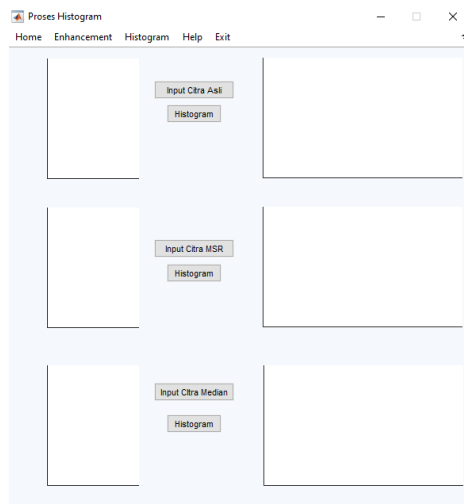 Proses Histogram
Home Enhancement Histogram Help Exit
Input Citra Asli
Histogram
Input Citra MSR
Histogram
Input Citra Median
Histogram